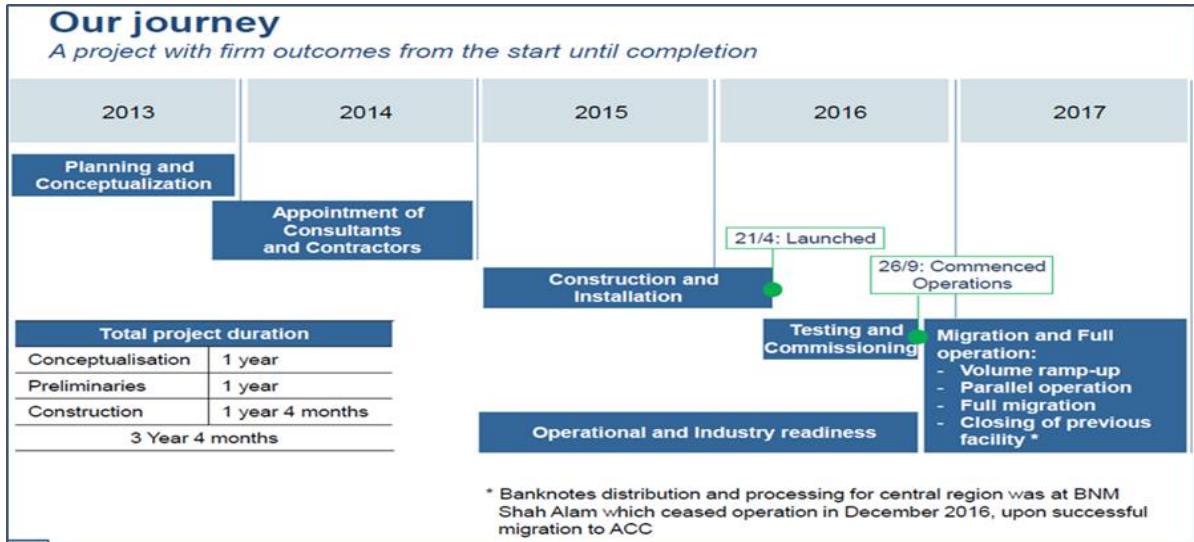 Our journey
A project with firm outcomes from the start until completion
2013 2014 2015 2016 2017
Planning and
Conceptualization
Appointment of
Consultants
and Contractors
21/4: Launched
Construction and
Installation
26/9: Commenced
Operations
Testing and
Commissioning
Migration and Full
operation:
- Volume ramp-up
- Parallel operation
- Full migration
- Closing of previous
facility *
Operational and Industry readiness
Total project duration
Conceptualisation 1 year
Preliminaries 1 year
Construction 1 year 4 months
3 Year 4 months
* Banknotes distribution and processing for central region was at BNM
Shah Alam which ceased operation in December 2016, upon successful
migration to ACC